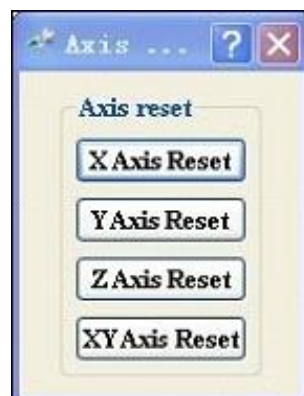 Axis ...
Axis reset
X Axis Reset
Y Axis Reset
Z Axis Reset
XY Axis Reset